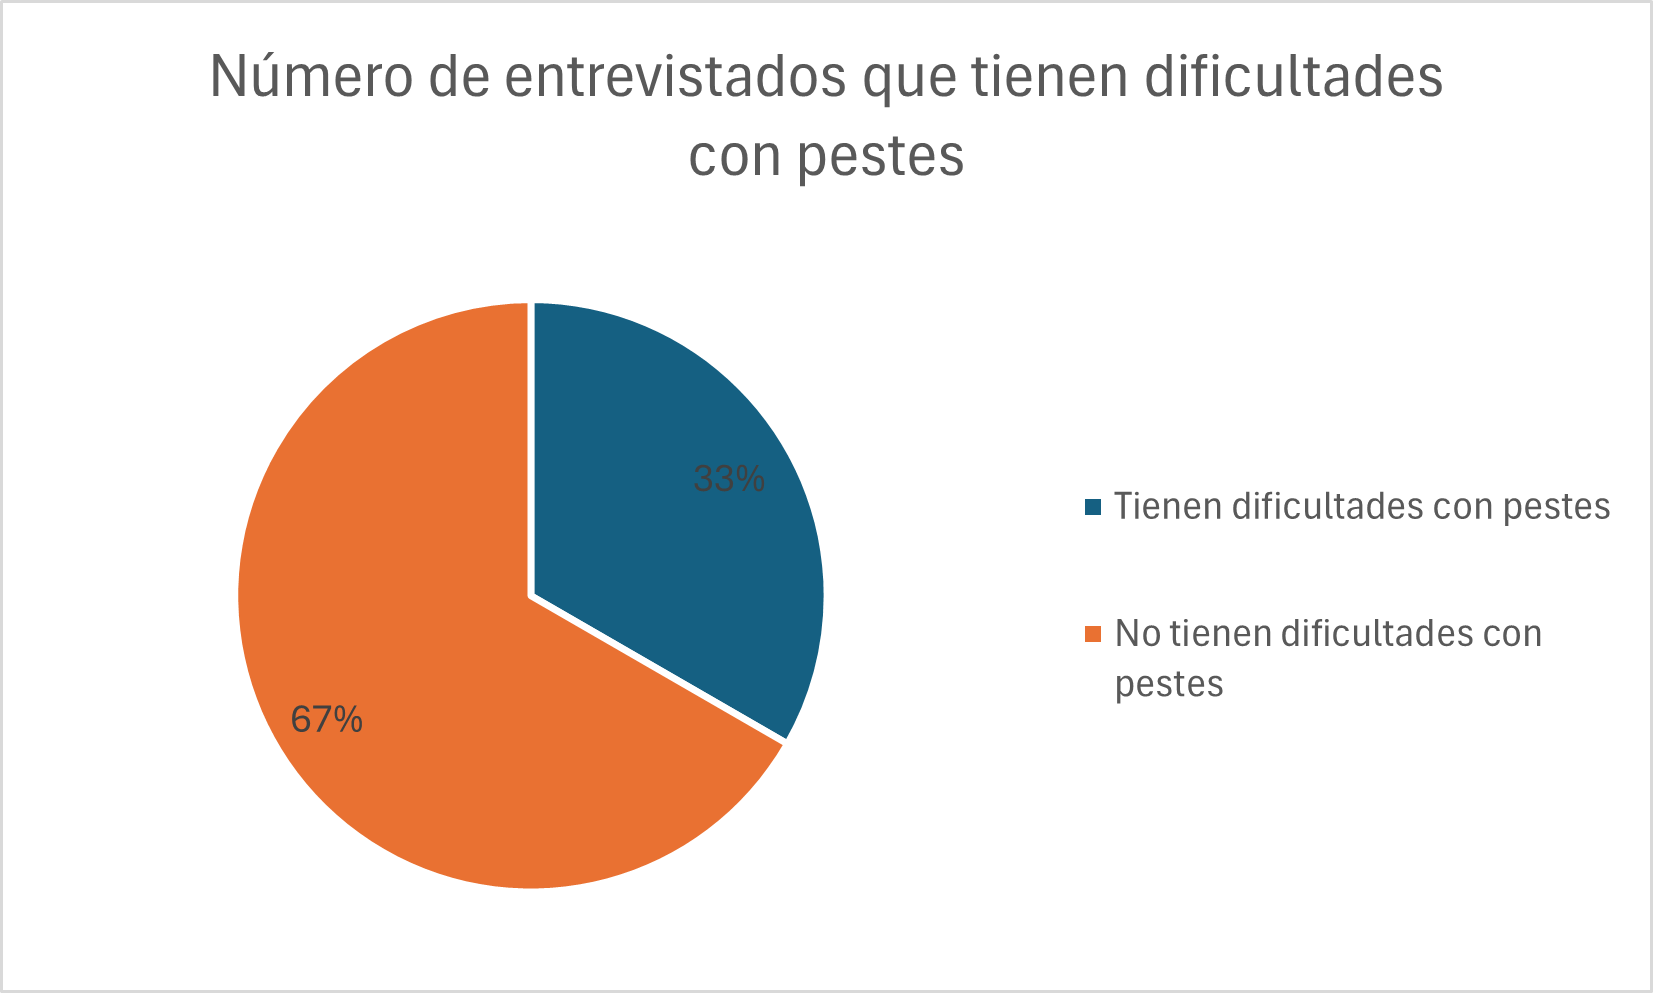 Número de entrevistados que tienen dificultades
con pestes
33%
67%
Tienen dificultades con pestes
No tienen dificultades con
pestes